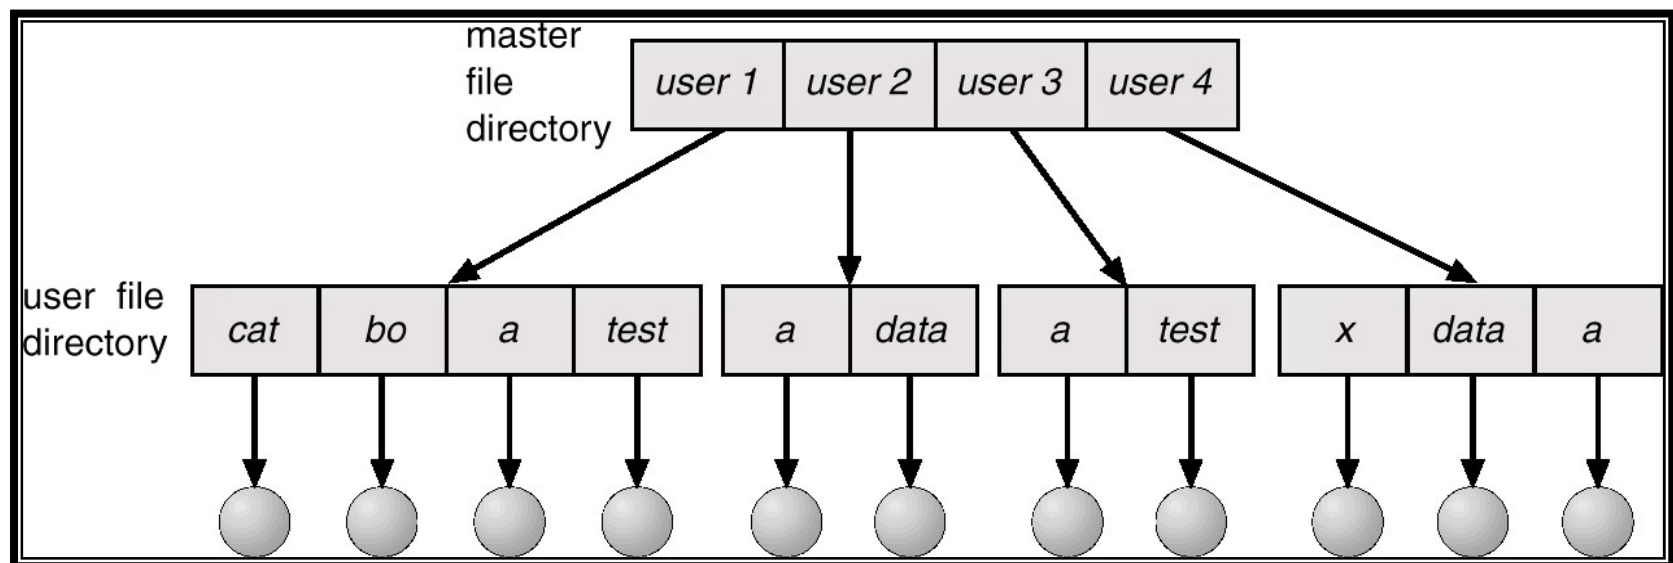 master
file
directory
user 1 user 2 user 3 user 4
user file
directory
cat bo a test a data a test x data a